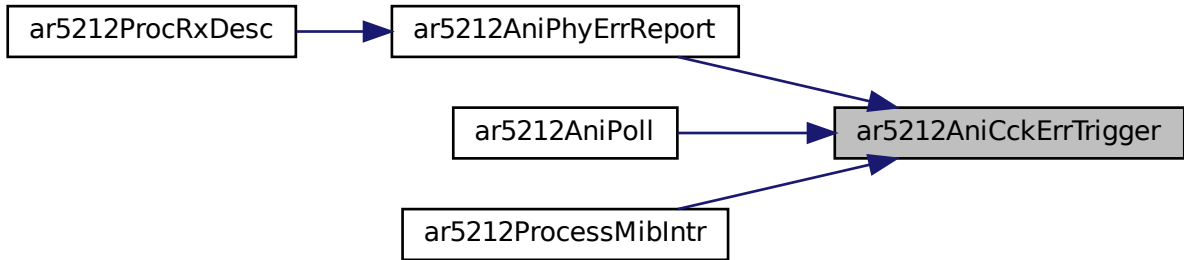 ar5212ProcRxDesc
ar5212AniPhyErrReport
ar5212AniPoll
ar5212AniCckErrTrigger
ar5212ProcessMibIntr